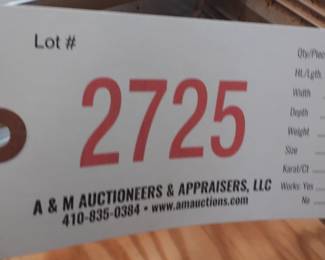 Lot #
2725
A & M AUCTIONEERS & APPRAISERS, LLC
410-835-0384 • www.amauctions.com
Qty/Piec
Ht./Lgth.
Width
Depth
Weight
Size
Karat/Ct
Works: Yes
No